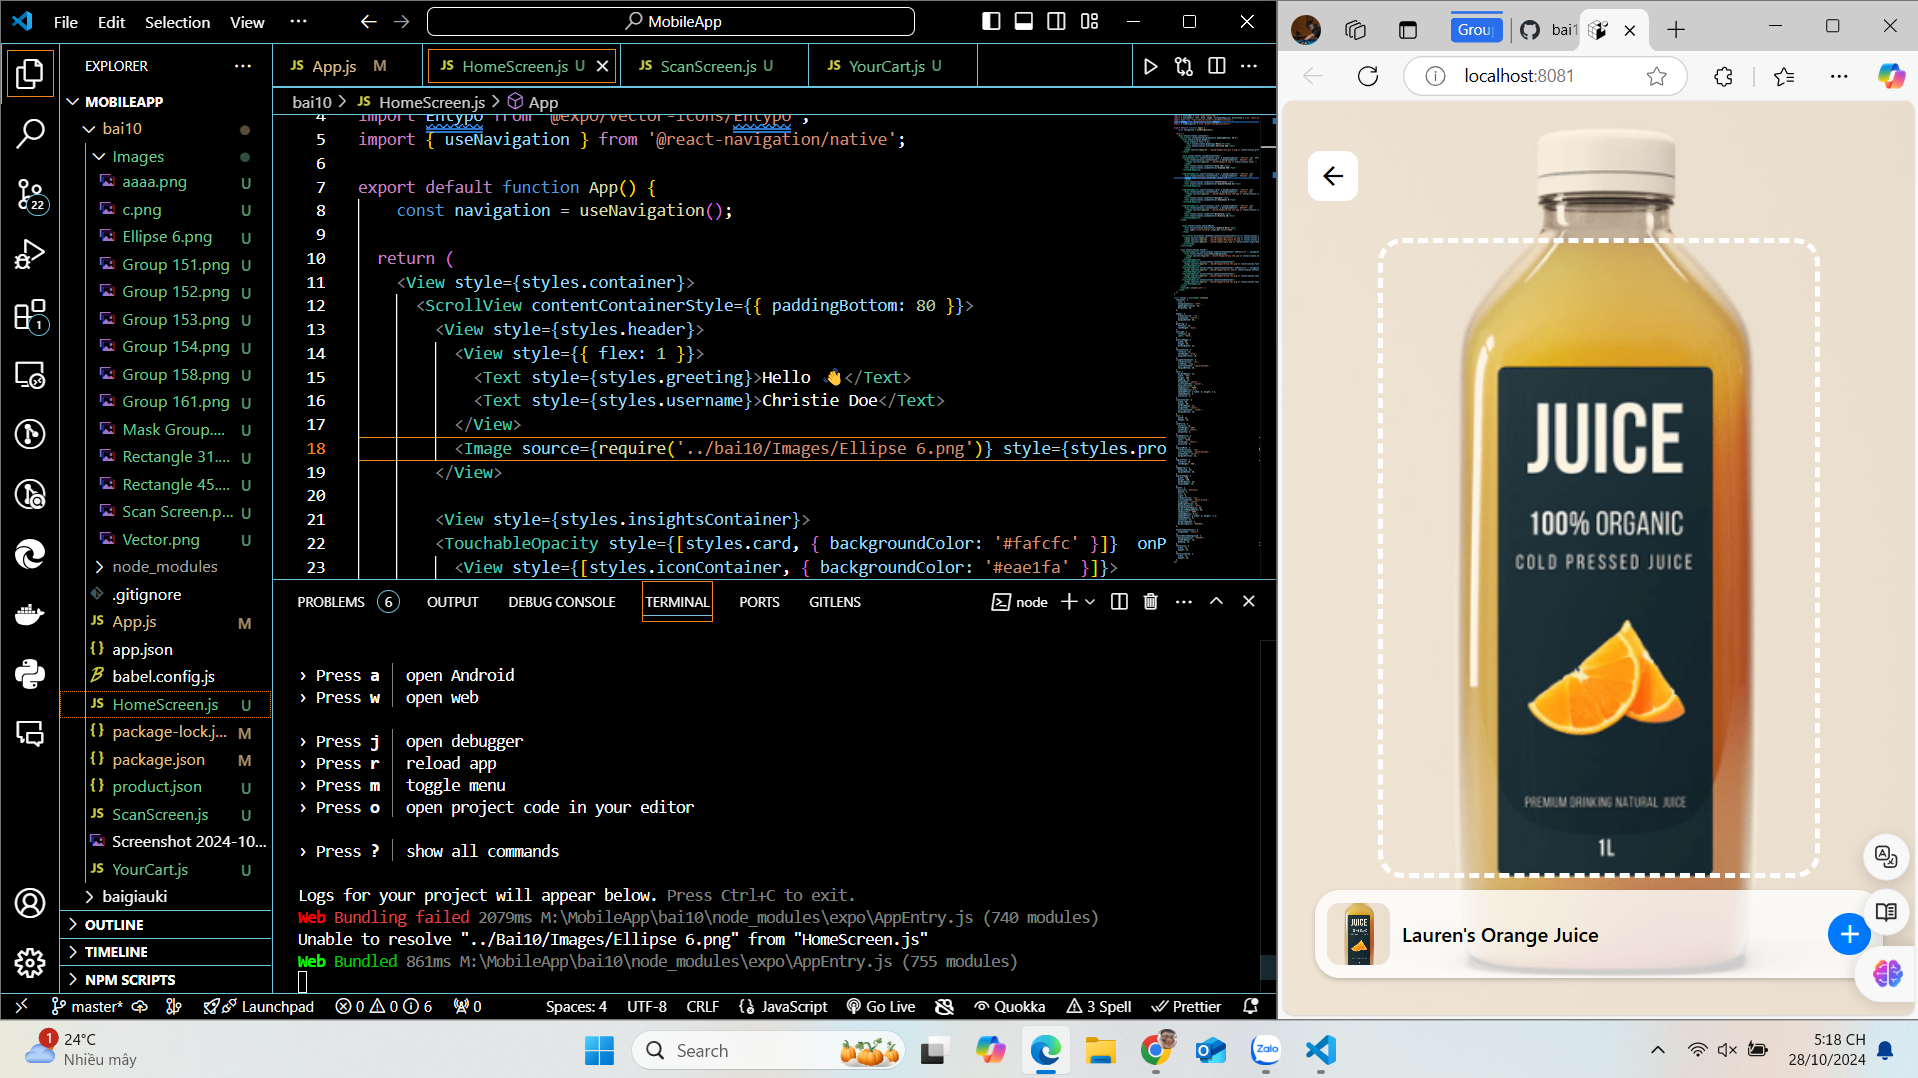 File Edit Selection View ··· MobileApp
EXPLORER
MOBILEAPP
bai10
Images
aaaa.png U
c.png U
Ellipse 6.png U
Group 151.png U
Group 152.png U
Group 153.png U
Group 154.png U
Group 158.png U
Group 161.png U
Mask Group.... U
Rectangle 31.... U
Rectangle 45.... U
Scan Screen.p... U
Vector.png U
node_modules
.gitignore
JS App.js M
{} app.json
babel.config.js
JS HomeScreen.js U
{} package-lock.j... M
{} package.json M
{} product.json U
JS ScanScreen.js U
Screenshot 2024-10...
JS YourCart.js U
baigiauki
OUTLINE
TIMELINE
NPM SCRIPTS
22
1
JS App.js M JS HomeScreen.js U JS ScanScreen.js U JS YourCart.js U
bai10 > JS HomeScreen.js > App
4 import Entypo from '@expo/vector-icons/Entypo';
5 import { useNavigation } from '@react-navigation/native';
6
7 export default function App() {
8 const navigation = useNavigation();
9
10 return (
11 <View style={styles.container}>
12 <ScrollView contentContainerStyle={{ paddingBottom: 80 }}>
13 <View style={styles.header}>
14 <View style={{ flex: 1 }}>
15 <Text style={styles.greeting}>Hello 👋</Text>
16 <Text style={styles.username}>Christie Doe</Text>
17 </View>
18 <Image source={require('../bai10/Images/Ellipse 6.png')} style={styles.pro
19 </View>
20
21 <View style={styles.insightsContainer}>
22 <TouchableOpacity style={[styles.card, { backgroundColor: '#fafcfc' }]} onP
23 <View style={[styles.iconContainer, { backgroundColor: '#eae1fa' }]}>
PROBLEMS 6 OUTPUT DEBUG CONSOLE TERMINAL PORTS GITLENS node
› Press a │ open Android
› Press w │ open web
› Press j │ open debugger
› Press r │ reload app
› Press m │ toggle menu
› Press o │ open project code in your editor
› Press ? │ show all commands
Logs for your project will appear below. Press Ctrl+C to exit.
Web Bundling failed 2079ms M:\MobileApp\bai10\node_modules\expo\AppEntry.js (740 modules)
Unable to resolve "../Bai10/Images/Ellipse 6.png" from "HomeScreen.js"
Web Bundled 861ms M:\MobileApp\bai10\node_modules\expo\AppEntry.js (755 modules)
master* Launchpad 0 0 6 0 Spaces: 4 UTF-8 CRLF {} JavaScript Go Live Quokka 3 Spell Prettier
Grou bai1
localhost:8081
JUICE
100% ORGANIC
COLD PRESSED JUICE
PREMIUM DRINKING NATURAL JUICE
1L
JUICE
Lauren's Orange Juice
1
24°C
Nhiều mây
Search
Zalo
5:18 CH
28/10/2024